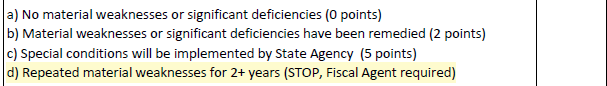 a) No material weaknesses or significant deficiencies (0 points)
b) Material weaknesses or significant deficiencies have been remedied (2 points)
c) Special conditions will be implemented by State Agency  (5 points)
d) Repeated material weaknesses for 2+ years (STOP, Fiscal Agent required)